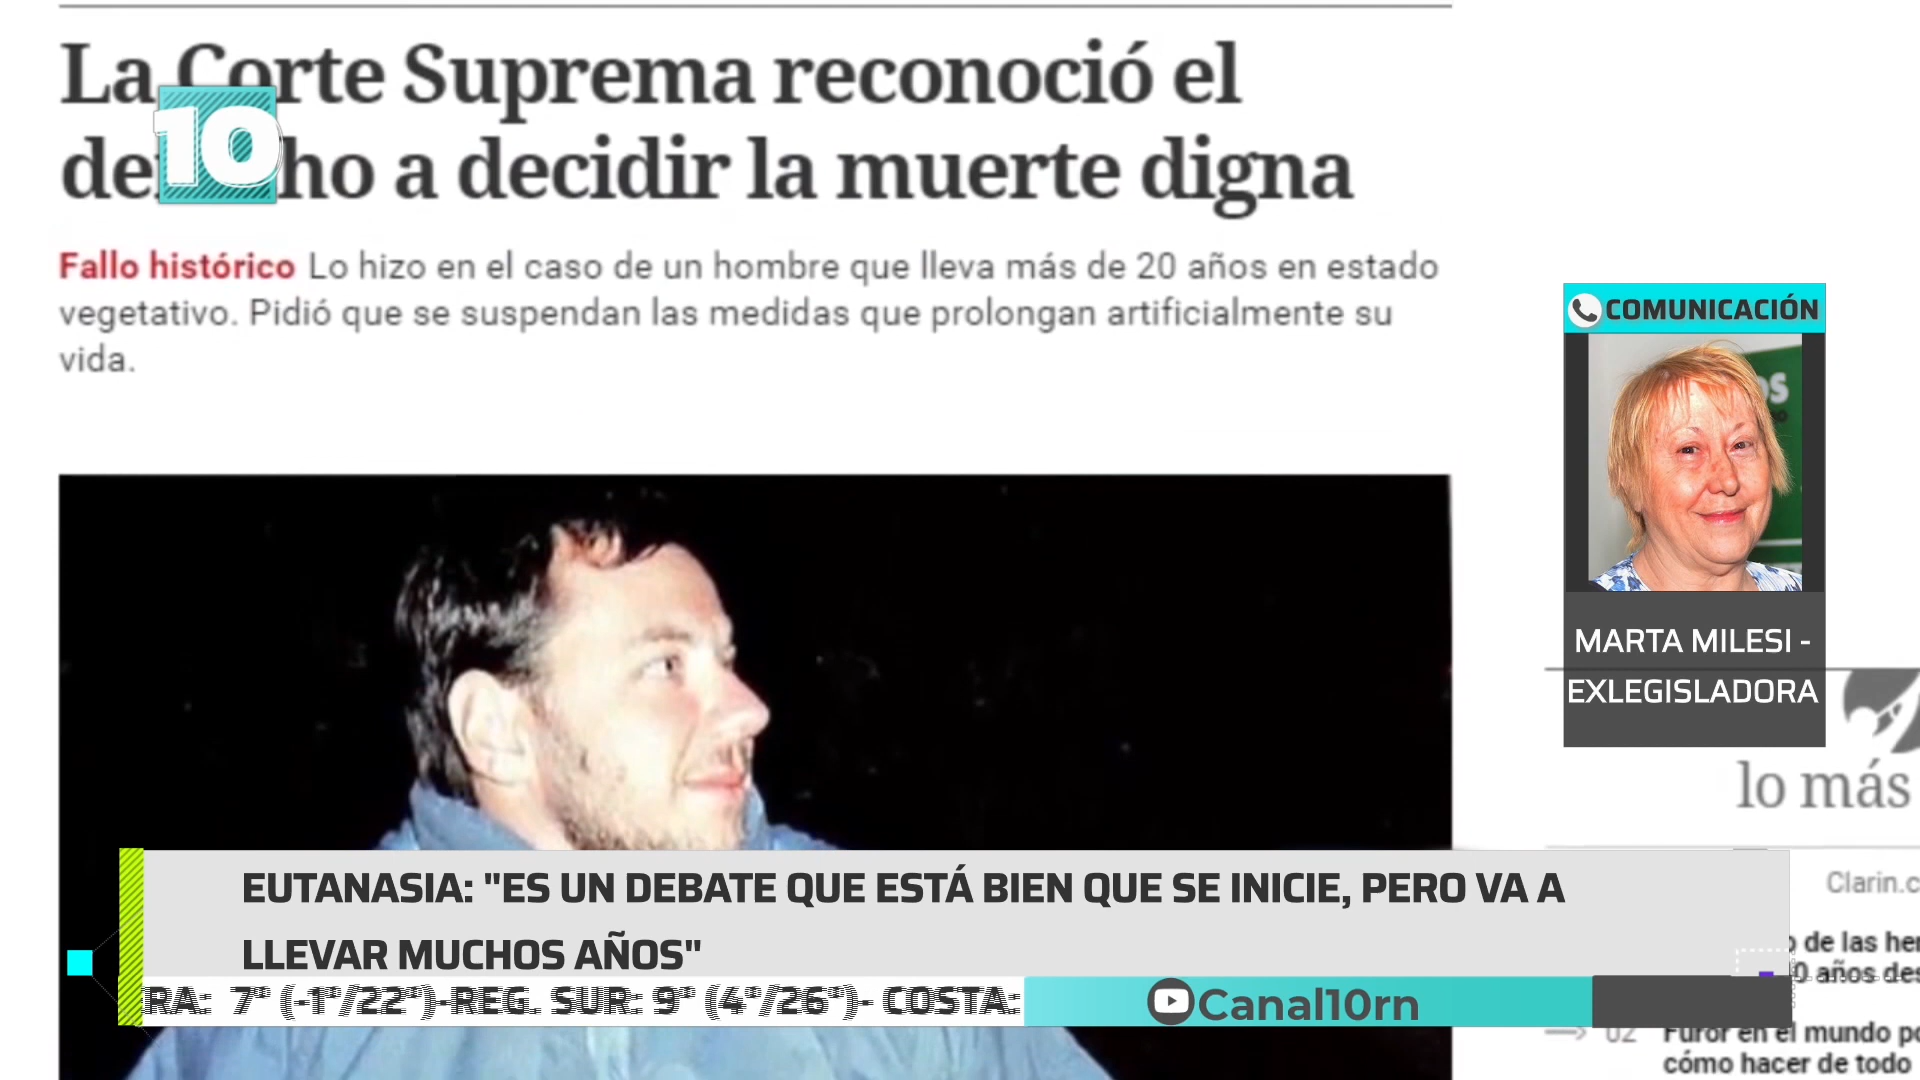 La Corte Suprema reconoció el
10
ho a decidir la muerte digna
Fallo histórico Lo hizo en el caso de un hombre que lleva más de 20 años en estado
vegetativo. Pidió que se suspendan las medidas que prolongan artificialmente su
vida.
COMUNICACIÓN
MARTA MILESI -
EXLEGISLADORA
lo más
Clarin.c
EUTANASIA: "ES UN DEBATE QUE ESTÁ BIEN QUE SE INICIE, PERO VA A
LLEVAR MUCHOS AÑOS"
de las her
0 años des
RA: 7° (-1°/22°)-REG. SUR: 9° (4°/26°)- COSTA:
Canal10rn
02 Furor en el mundo po
cómo hacer de todo